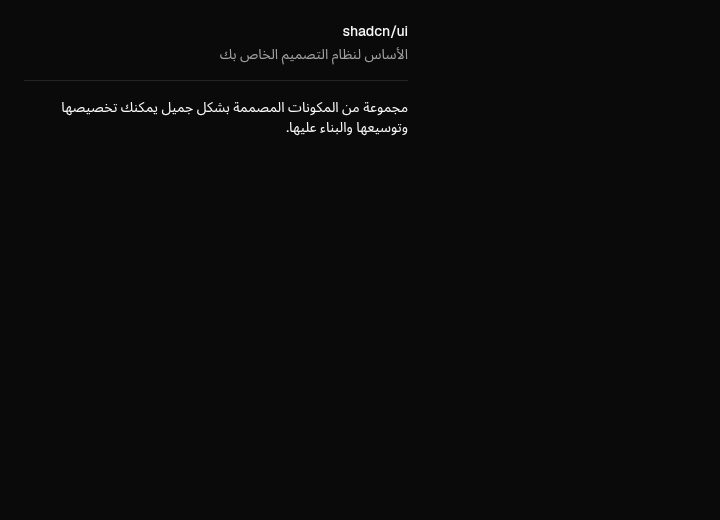 shadcn/ui
الأساس لنظام التصميم الخاص بك
مجموعة من المكونات المصممة بشكل جميل يمكنك تخصيصها
وتوسيعها والبناء عليها.